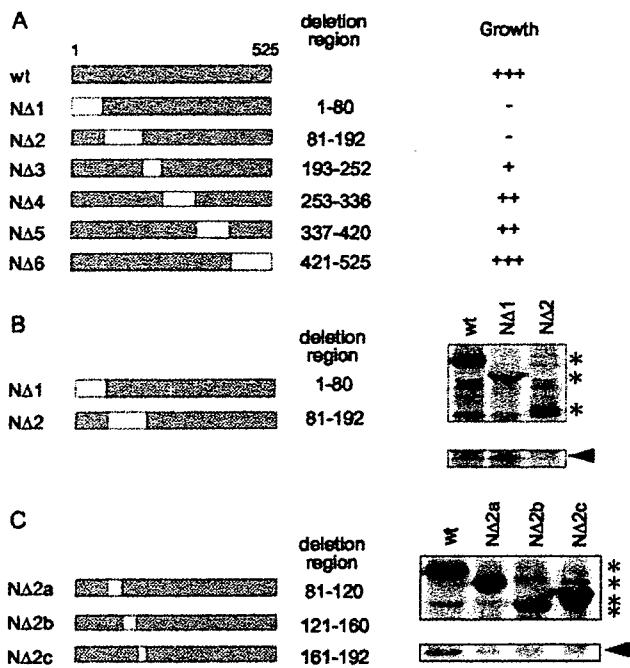 A
deletion region
Growth
1 525
wt +++
NΔ1 1-80 -
NΔ2 81-192 -
NΔ3 193-252 +
NΔ4 253-336 ++
NΔ5 337-420 ++
NΔ6 421-525 +++
B
deletion region
wt NΔ1 NΔ2
NΔ1 1-80
NΔ2 81-192
*
*
*
C
deletion region
wt NΔ2a NΔ2b NΔ2c
NΔ2a 81-120
NΔ2b 121-160
NΔ2c 161-192
*
*
**